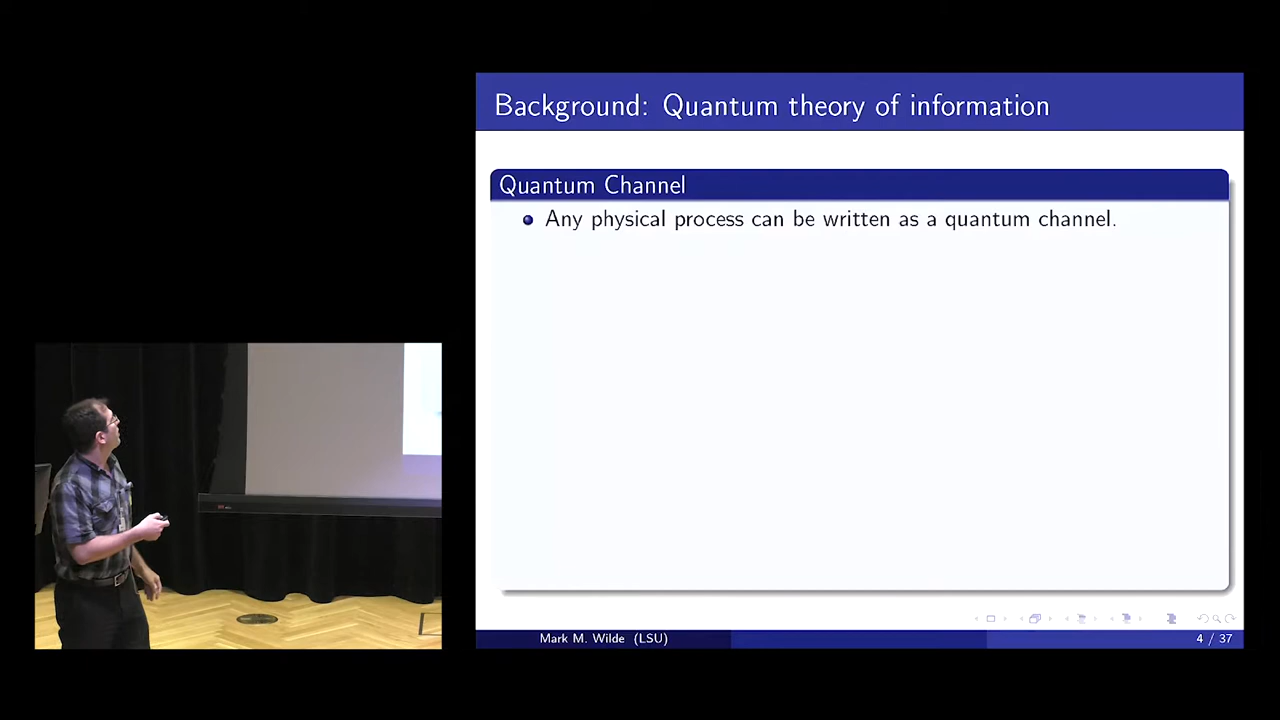 Background: Quantum theory of information
Quantum Channel
Any physical process can be written as a quantum channel.
Mark M. Wilde (LSU)
4 / 37